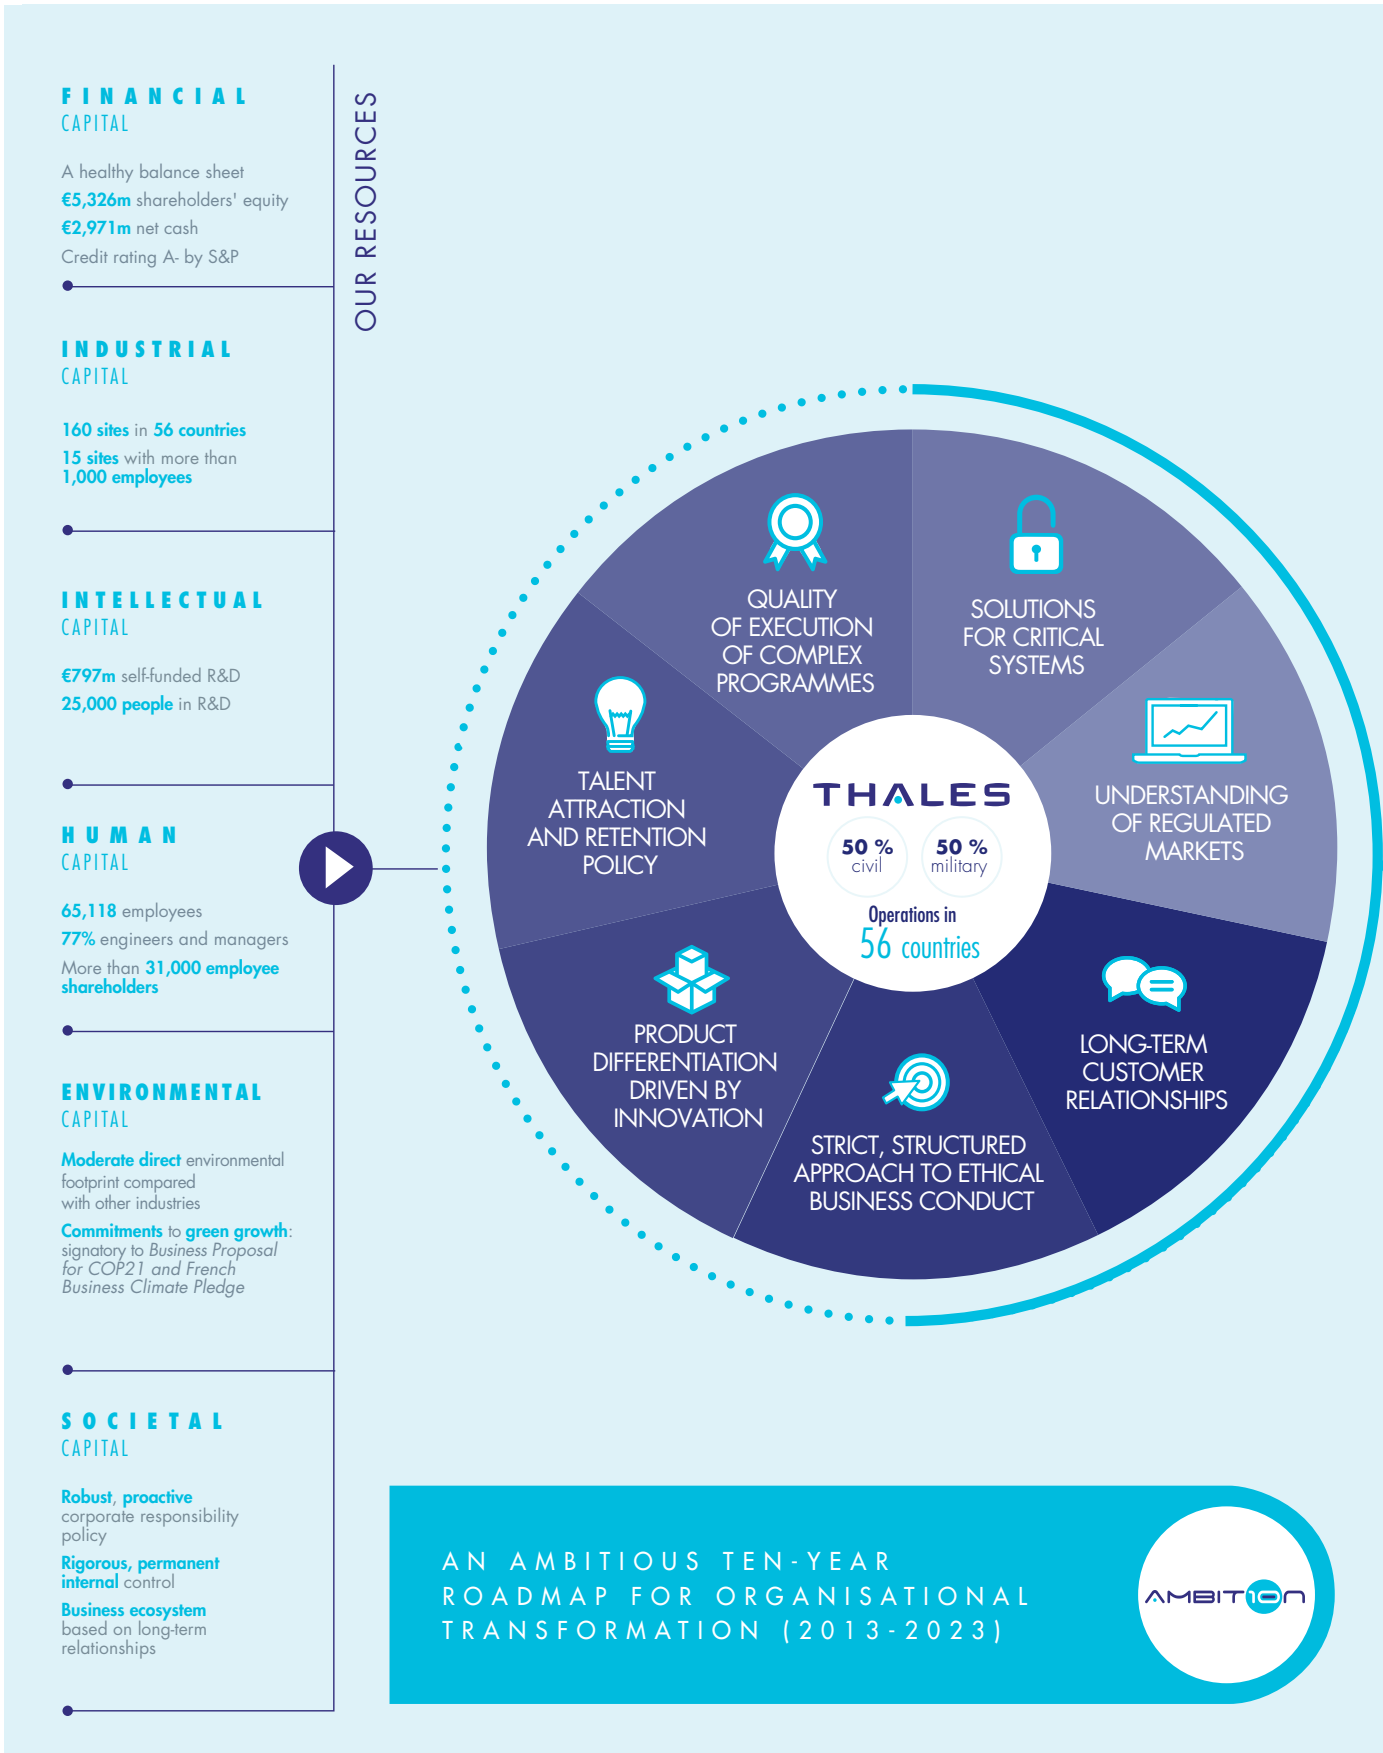 FINANCIAL
CAPITAL
A healthy balance sheet
€5,326m shareholders' equity
€2,971m net cash
Credit rating A- by S&P
INDUSTRIAL
CAPITAL
160 sites in 56 countries
15 sites with more than
1,000 employees
INTELLECTUAL
CAPITAL
€797m self-funded R&D
25,000 people in R&D
HUMAN
CAPITAL
65,118 employees
77% engineers and managers
More than 31,000 employee
shareholders
ENVIRONMENTAL
CAPITAL
Moderate direct environmental
footprint compared
with other industries
Commitments to green growth:
signatory to Business Proposal
for COP21 and French
Business Climate Pledge
SOCIETAL
CAPITAL
Robust, proactive
corporate responsibility
policy
Rigorous, permanent
internal control
Business ecosystem
based on long-term
relationships
OUR RESOURCES
QUALITY
OF EXECUTION
OF COMPLEX
PROGRAMMES
SOLUTIONS
FOR CRITICAL
SYSTEMS
UNDERSTANDING
OF REGULATED
MARKETS
LONG-TERM
CUSTOMER
RELATIONSHIPS
STRICT, STRUCTURED
APPROACH TO ETHICAL
BUSINESS CONDUCT
PRODUCT
DIFFERENTIATION
DRIVEN BY
INNOVATION
TALENT
ATTRACTION
AND RETENTION
POLICY
THALES
50 %
civil
50 %
military
Operations in
56 countries
AN AMBITIOUS TEN-YEAR
ROADMAP FOR ORGANISATIONAL
TRANSFORMATION (2013-2023)
AMBIT10N